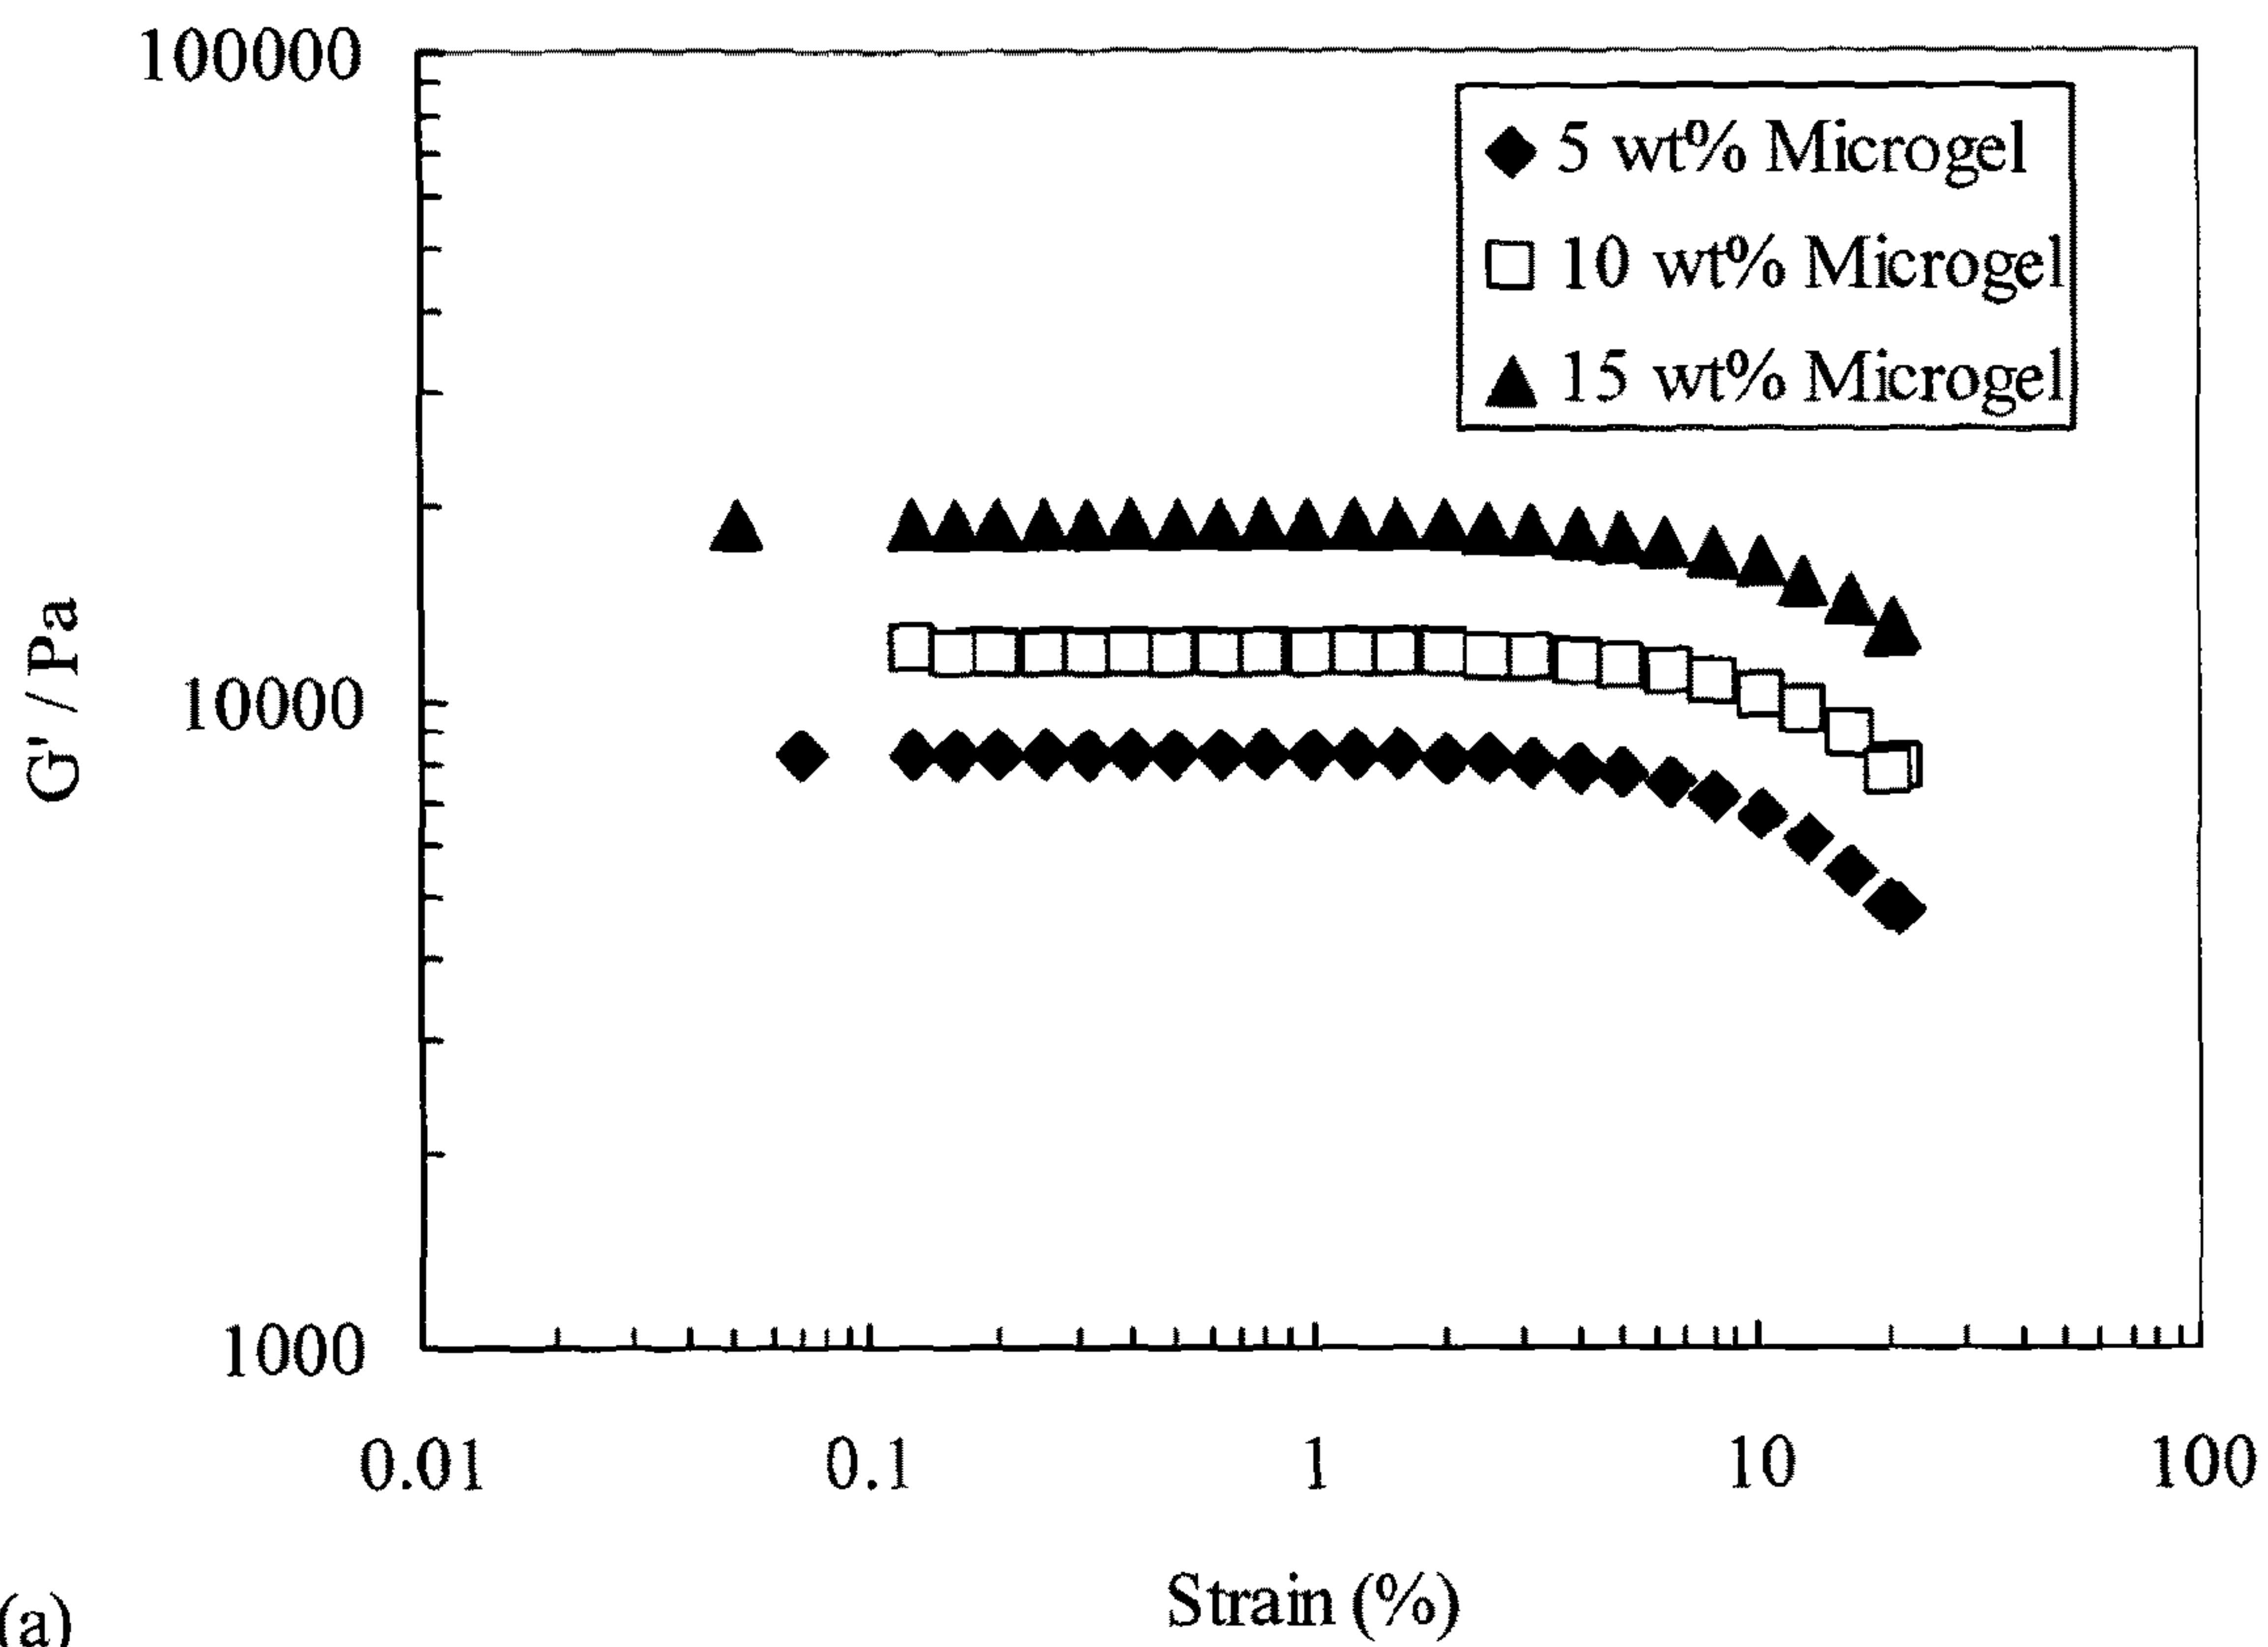 100000
5 wt% Microgel
10 wt% Microgel
15 wt% Microgel
G' / Pa
10000
1000
0.01 0.1 1 10 100
Strain (%)
(a)